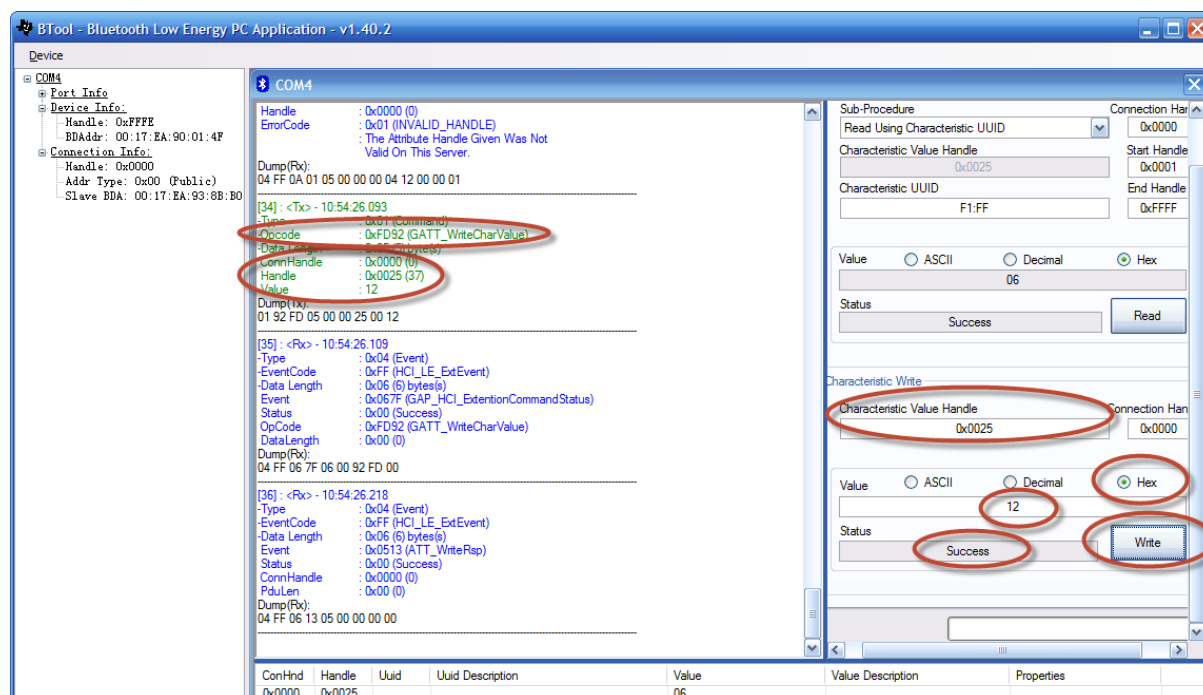 BTool - Bluetooth Low Energy PC Application - v1.40.2
Device
COM4
Port Info
Device Info:
Handle: 0xFFFE
BDAddr: 00:17:EA:90:01:4F
Connection Info:
Handle: 0x0000
Addr Type: 0x00 (Public)
Slave BDA: 00:17:EA:93:8B:B0
COM4
Handle : 0x0000 (0)
ErrorCode : 0x01 (INVALID_HANDLE)
: The Attribute Handle Given Was Not
Valid On This Server.
Dump(Rx):
04 FF 0A 01 05 00 00 00 04 12 00 00 01
[34] : <Tx> - 10:54:26.093
-Type : 0x01 (Command)
-Opcode : 0xFD92 (GATT_WriteCharValue)
-Data Length : 0x05 (5) byte(s)
ConnHandle : 0x0000 (0)
Handle : 0x0025 (37)
Value : 12
Dump(Tx):
01 92 FD 05 00 00 25 00 12
[35] : <Rx> - 10:54:26.109
-Type : 0x04 (Event)
-EventCode : 0xFF (HCI_LE_ExtEvent)
-Data Length : 0x06 (6) bytes(s)
Event : 0x067F (GAP_HCI_ExtentionCommandStatus)
Status : 0x00 (Success)
OpCode : 0xFD92 (GATT_WriteCharValue)
DataLength : 0x00 (0)
Dump(Rx):
04 FF 06 7F 06 00 92 FD 00
[36] : <Rx> - 10:54:26.218
-Type : 0x04 (Event)
-EventCode : 0xFF (HCI_LE_ExtEvent)
-Data Length : 0x06 (6) bytes(s)
Event : 0x0513 (ATT_WriteRsp)
Status : 0x00 (Success)
ConnHandle : 0x0000 (0)
PduLen : 0x00 (0)
Dump(Rx):
04 FF 06 13 05 00 00 00 00
Sub-Procedure Connection Har
Read Using Characteristic UUID 0x0000
Characteristic Value Handle Start Handle
0x0025 0x0001
Characteristic UUID End Handle
F1:FF 0xFFFF
Value ASCII Decimal Hex
06
Status
Success Read
Characteristic Write
Characteristic Value Handle Connection Han
0x0025 0x0000
Value ASCII Decimal Hex
12
Status
Success Write
ConHnd Handle Uuid Uuid Description Value Value Description Properties
0x0000 0x0025 06